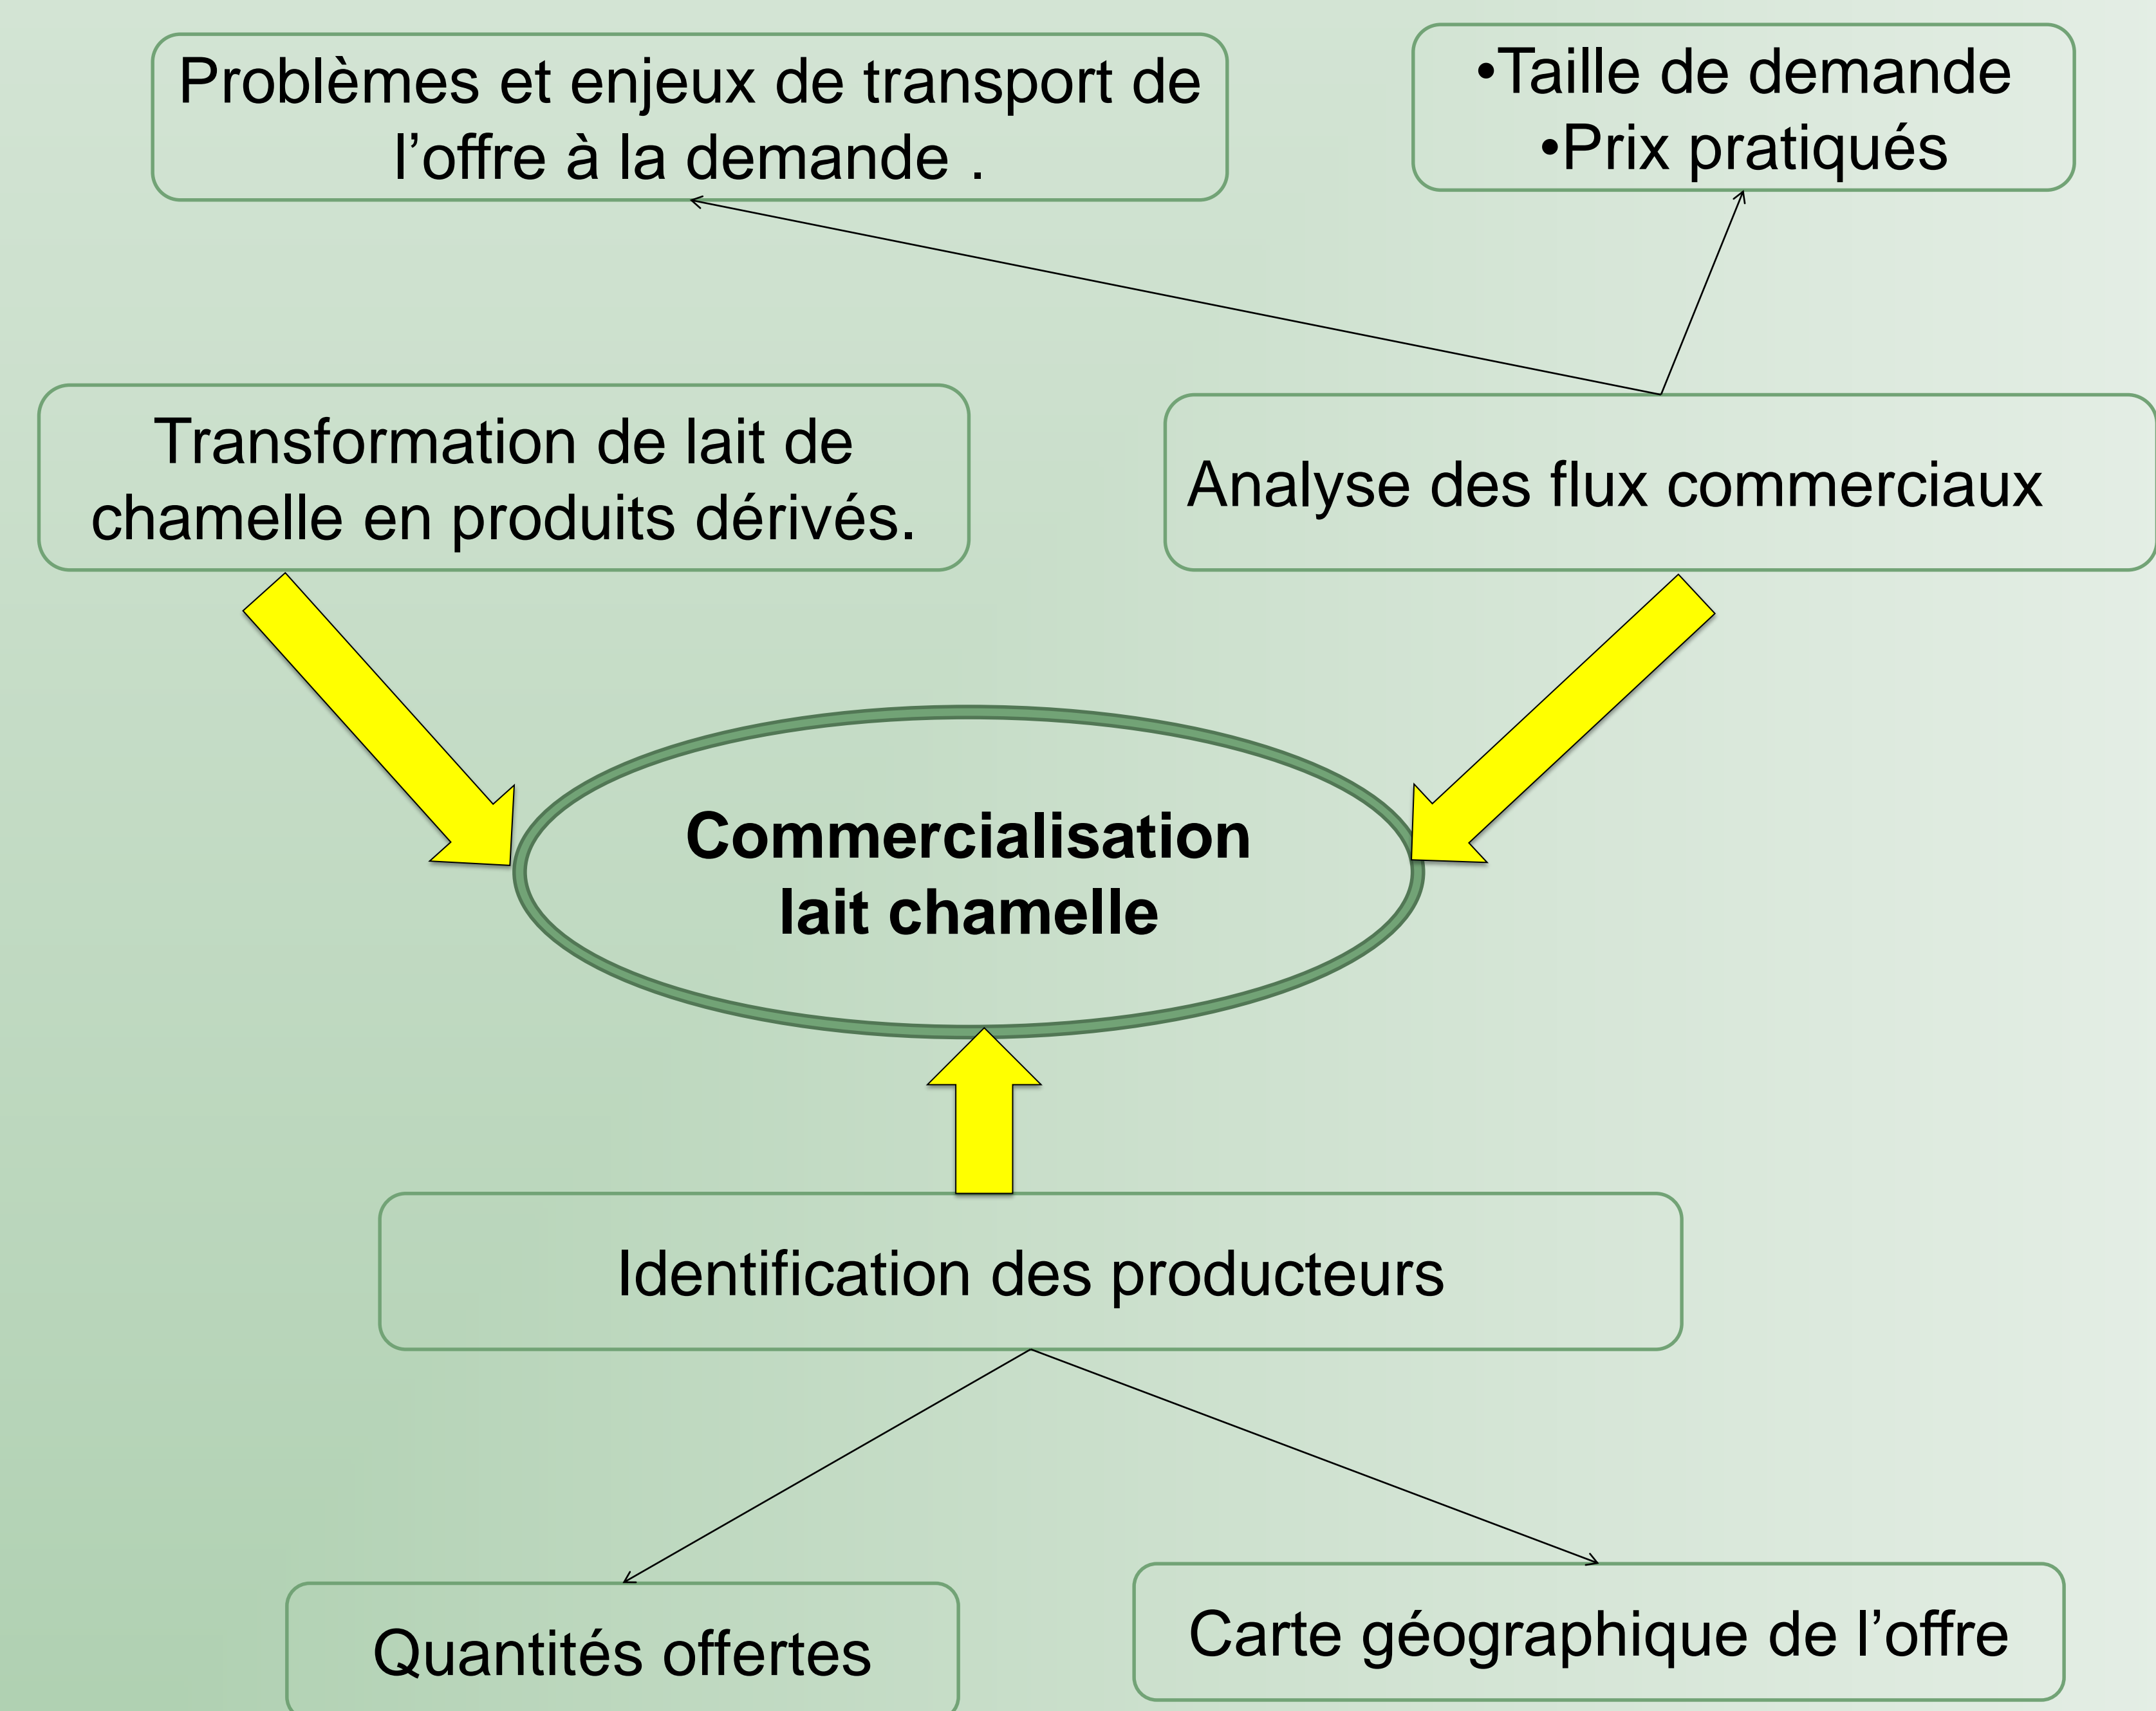 Problèmes et enjeux de transport de
l’offre à la demande .
•Taille de demande
•Prix pratiqués
Transformation de lait de
chamelle en produits dérivés.
Analyse des flux commerciaux
Commercialisation
lait chamelle
Identification des producteurs
Quantités offertes
Carte géographique de l’offre